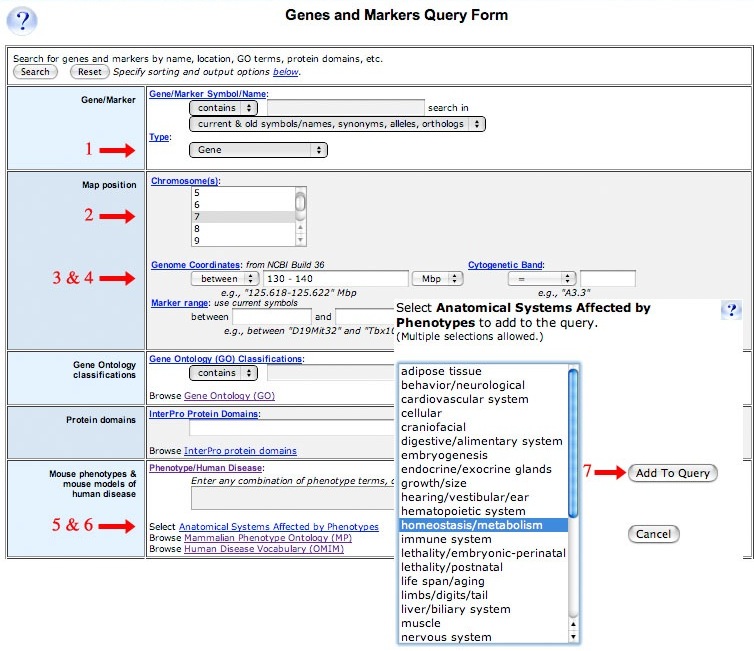 ?
Genes and Markers Query Form
Search for genes and markers by name, location, GO terms, protein domains, etc.
Search Reset Specify sorting and output options below.
Gene/Marker
Gene/Marker Symbol/Name:
contains search in
current & old symbols/names, synonyms, alleles, orthologs
Type:
1 Gene
Map position
Chromosome(s):
5
6
2 7
8
9
Genome Coordinates: from NCBI Build 36 Cytogenetic Band:
3 & 4 between 130 - 140 Mbp =
e.g., "125.618-125.622" Mbp e.g., "A3.3"
Marker range: use current symbols
between and
e.g., between "D19Mit32" and "Tbx1
Gene Ontology
classifications
Gene Ontology (GO) Classifications:
contains
Browse Gene Ontology (GO)
Protein domains
InterPro Protein Domains:
Browse InterPro protein domains
Mouse phenotypes &
mouse models of
human disease
Phenotype/Human Disease:
Enter any combination of phenotype terms,
5 & 6
Select Anatomical Systems Affected by Phenotypes
Browse Mammalian Phenotype Ontology (MP)
Browse Human Disease Vocabulary (OMIM)
Select Anatomical Systems Affected by
Phenotypes to add to the query.
(Multiple selections allowed.)
?
adipose tissue
behavior/neurological
cardiovascular system
cellular
craniofacial
digestive/alimentary system
embryogenesis
endocrine/exocrine glands
growth/size
hearing/vestibular/ear
hematopoietic system
homeostasis/metabolism
immune system
lethality/embryonic-perinatal
lethality/postnatal
life span/aging
limbs/digits/tail
liver/biliary system
muscle
nervous system
7 Add To Query
Cancel